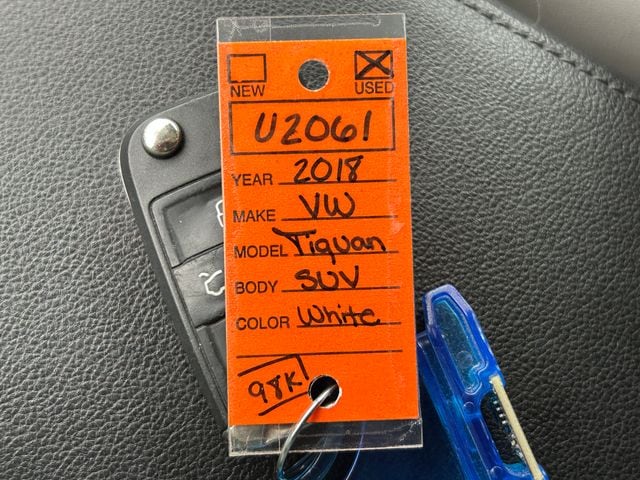 NEW USED
U2061
YEAR 2018
MAKE VW
MODEL Tiguan
BODY SUV
COLOR White
98K